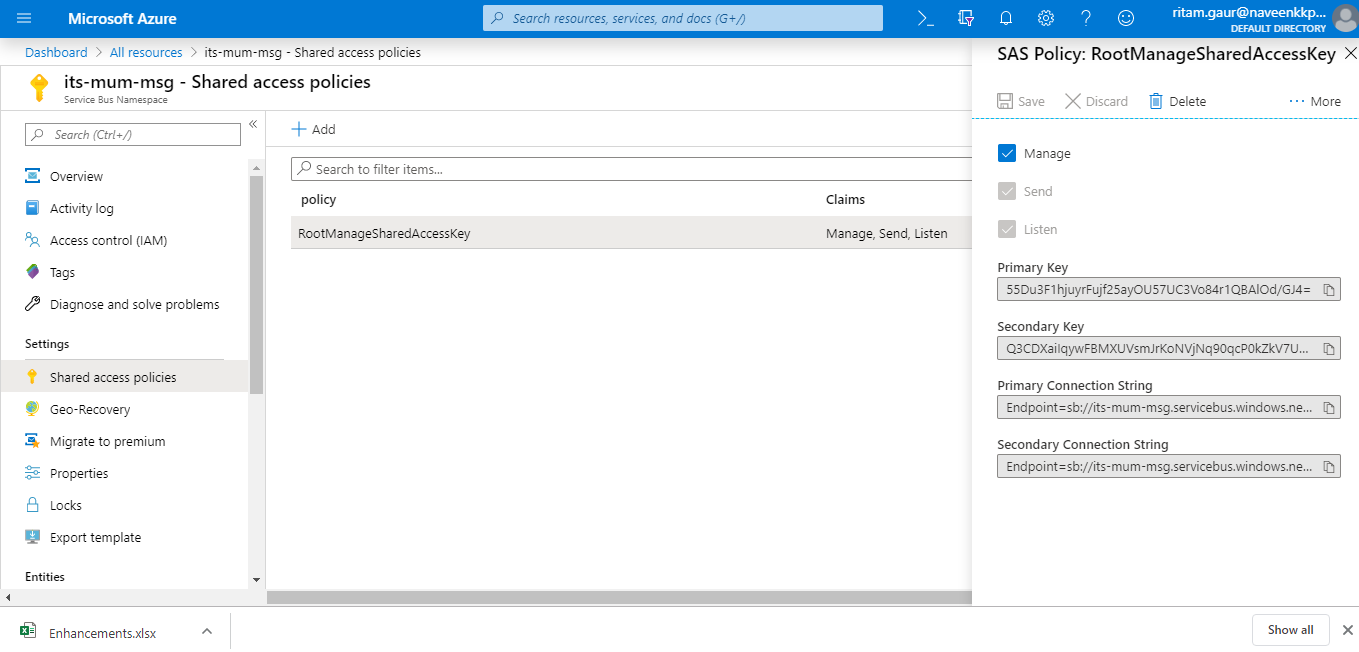 Microsoft Azure
Search resources, services, and docs (G+/)
ritam.gaur@naveenkkp...
DEFAULT DIRECTORY
Dashboard > All resources > its-mum-msg - Shared access policies
its-mum-msg - Shared access policies
Service Bus Namespace
Search (Ctrl+/)
Overview
Activity log
Access control (IAM)
Tags
Diagnose and solve problems
Settings
Shared access policies
Geo-Recovery
Migrate to premium
Properties
Locks
Export template
Entities
Add
Search to filter items...
policy Claims
RootManageSharedAccessKey Manage, Send, Listen
SAS Policy: RootManageSharedAccessKey
Save Discard Delete ... More
Manage
Send
Listen
Primary Key
55Du3F1hjuyrFujf25ayOU57UC3Vo84r1QBAlOd/GJ4=
Secondary Key
Q3CDXaiIqywFBMXUVsmJrKoNVjNq90qcP0kZkV7U...
Primary Connection String
Endpoint=sb://its-mum-msg.servicebus.windows.ne...
Secondary Connection String
Endpoint=sb://its-mum-msg.servicebus.windows.ne...
Enhancements.xlsx
Show all